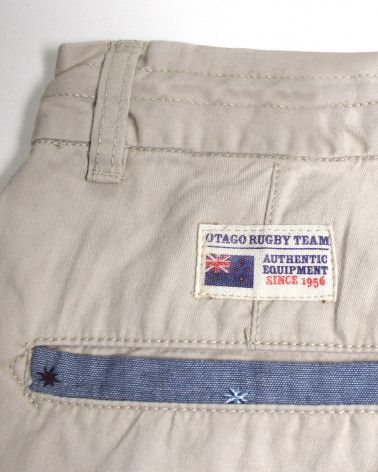 OTAGO RUGBY TEAM
AUTHENTIC
EQUIPMENT
SINCE 1956